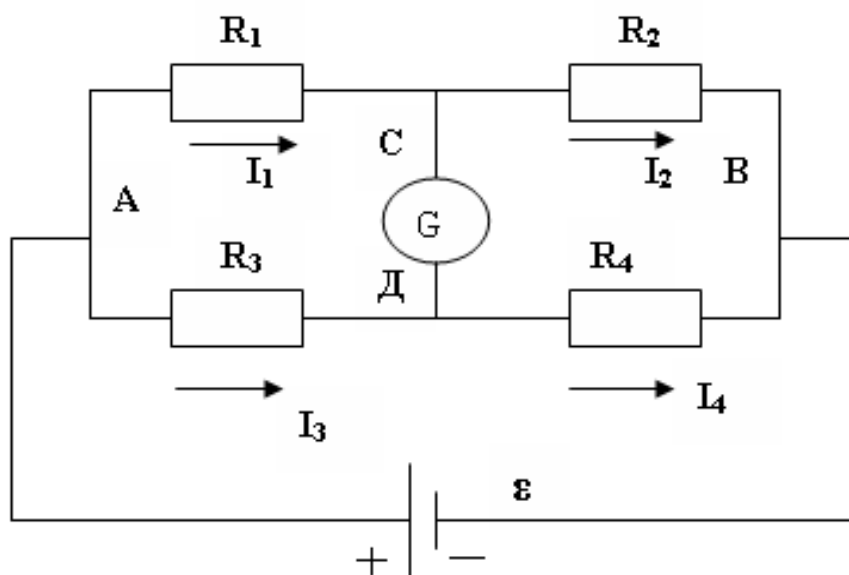 R₁ R₂
С
I₁ I₂ В
А
G
R₃ R₄
Д
I₃ I₄
ε
+ −